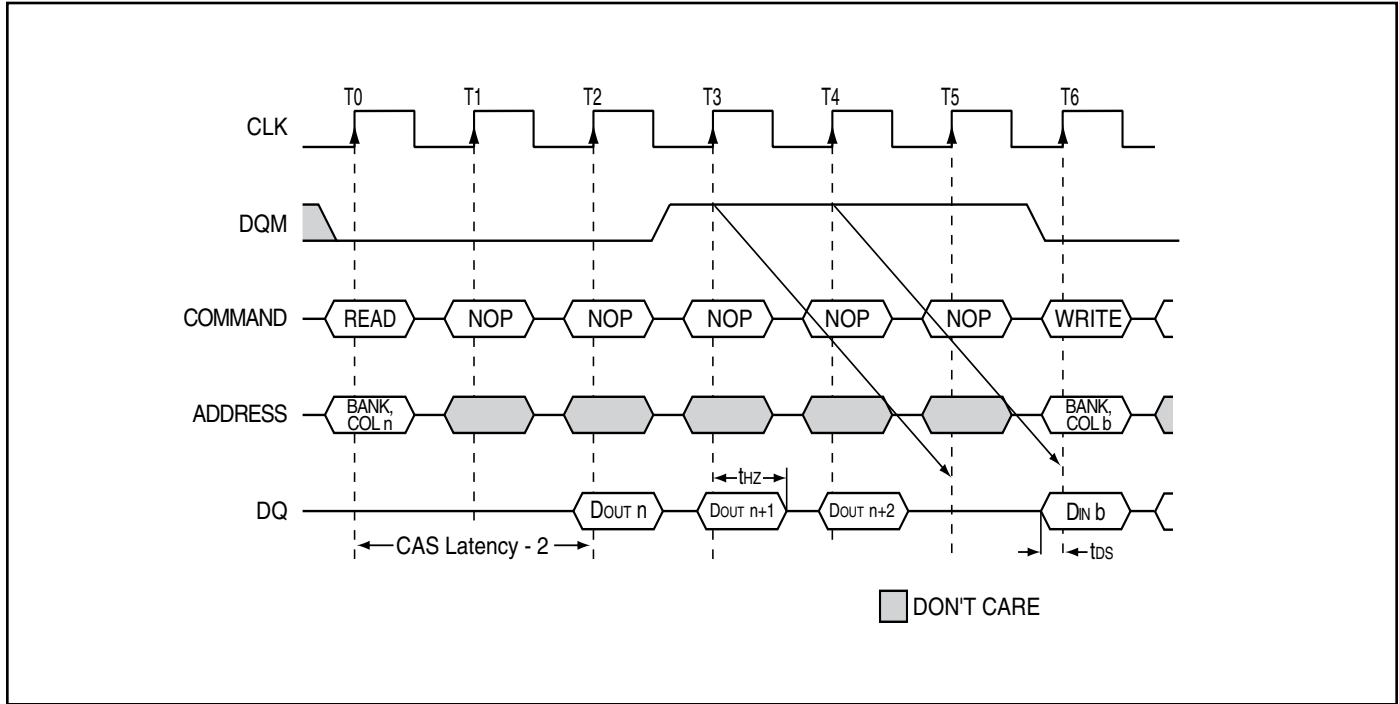 T0 T1 T2 T3 T4 T5 T6
CLK
DQM
COMMAND READ NOP NOP NOP NOP NOP WRITE
ADDRESS BANK, COL n BANK, COL b
tHZ
DQ DOUT n DOUT n+1 DOUT n+2 DIN b
CAS Latency - 2 tDS
DON'T CARE